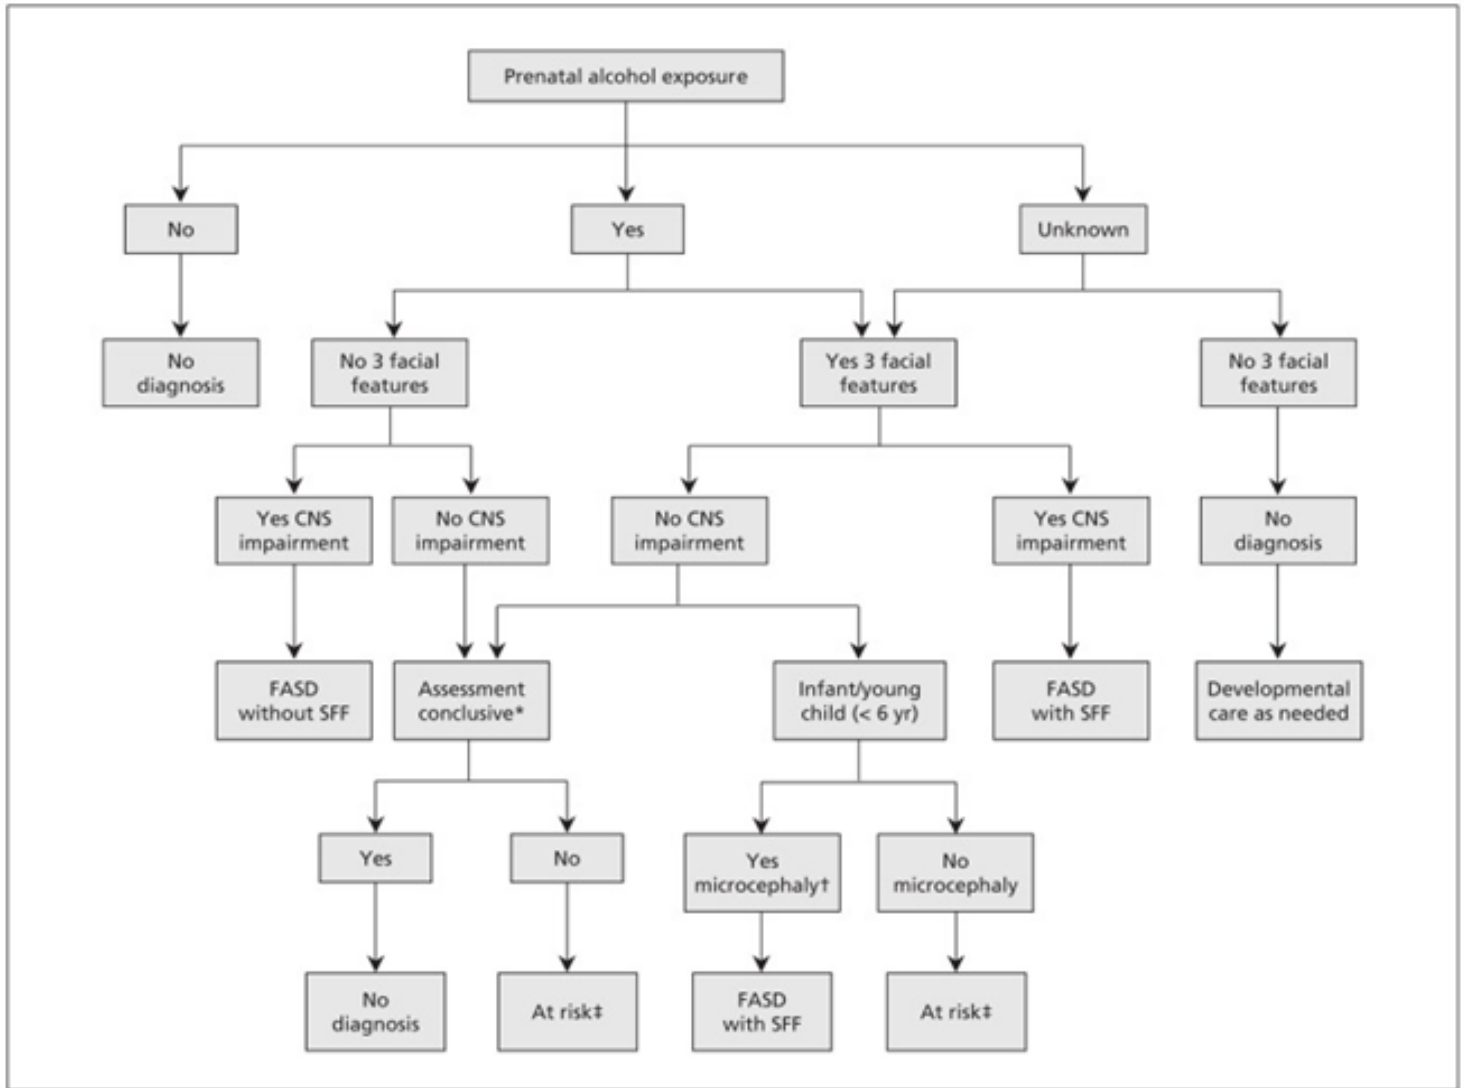 Prenatal alcohol exposure
No
Yes
Unknown
No
diagnosis
No 3 facial
features
Yes 3 facial
features
No 3 facial
features
Yes CNS
impairment
No CNS
impairment
No CNS
impairment
Yes CNS
impairment
No
diagnosis
FASD
without SFF
Assessment
conclusive*
Infant/young
child (< 6 yr)
FASD
with SFF
Developmental
care as needed
Yes
No
Yes
microcephaly†
No
microcephaly
No
diagnosis
At risk‡
FASD
with SFF
At risk‡